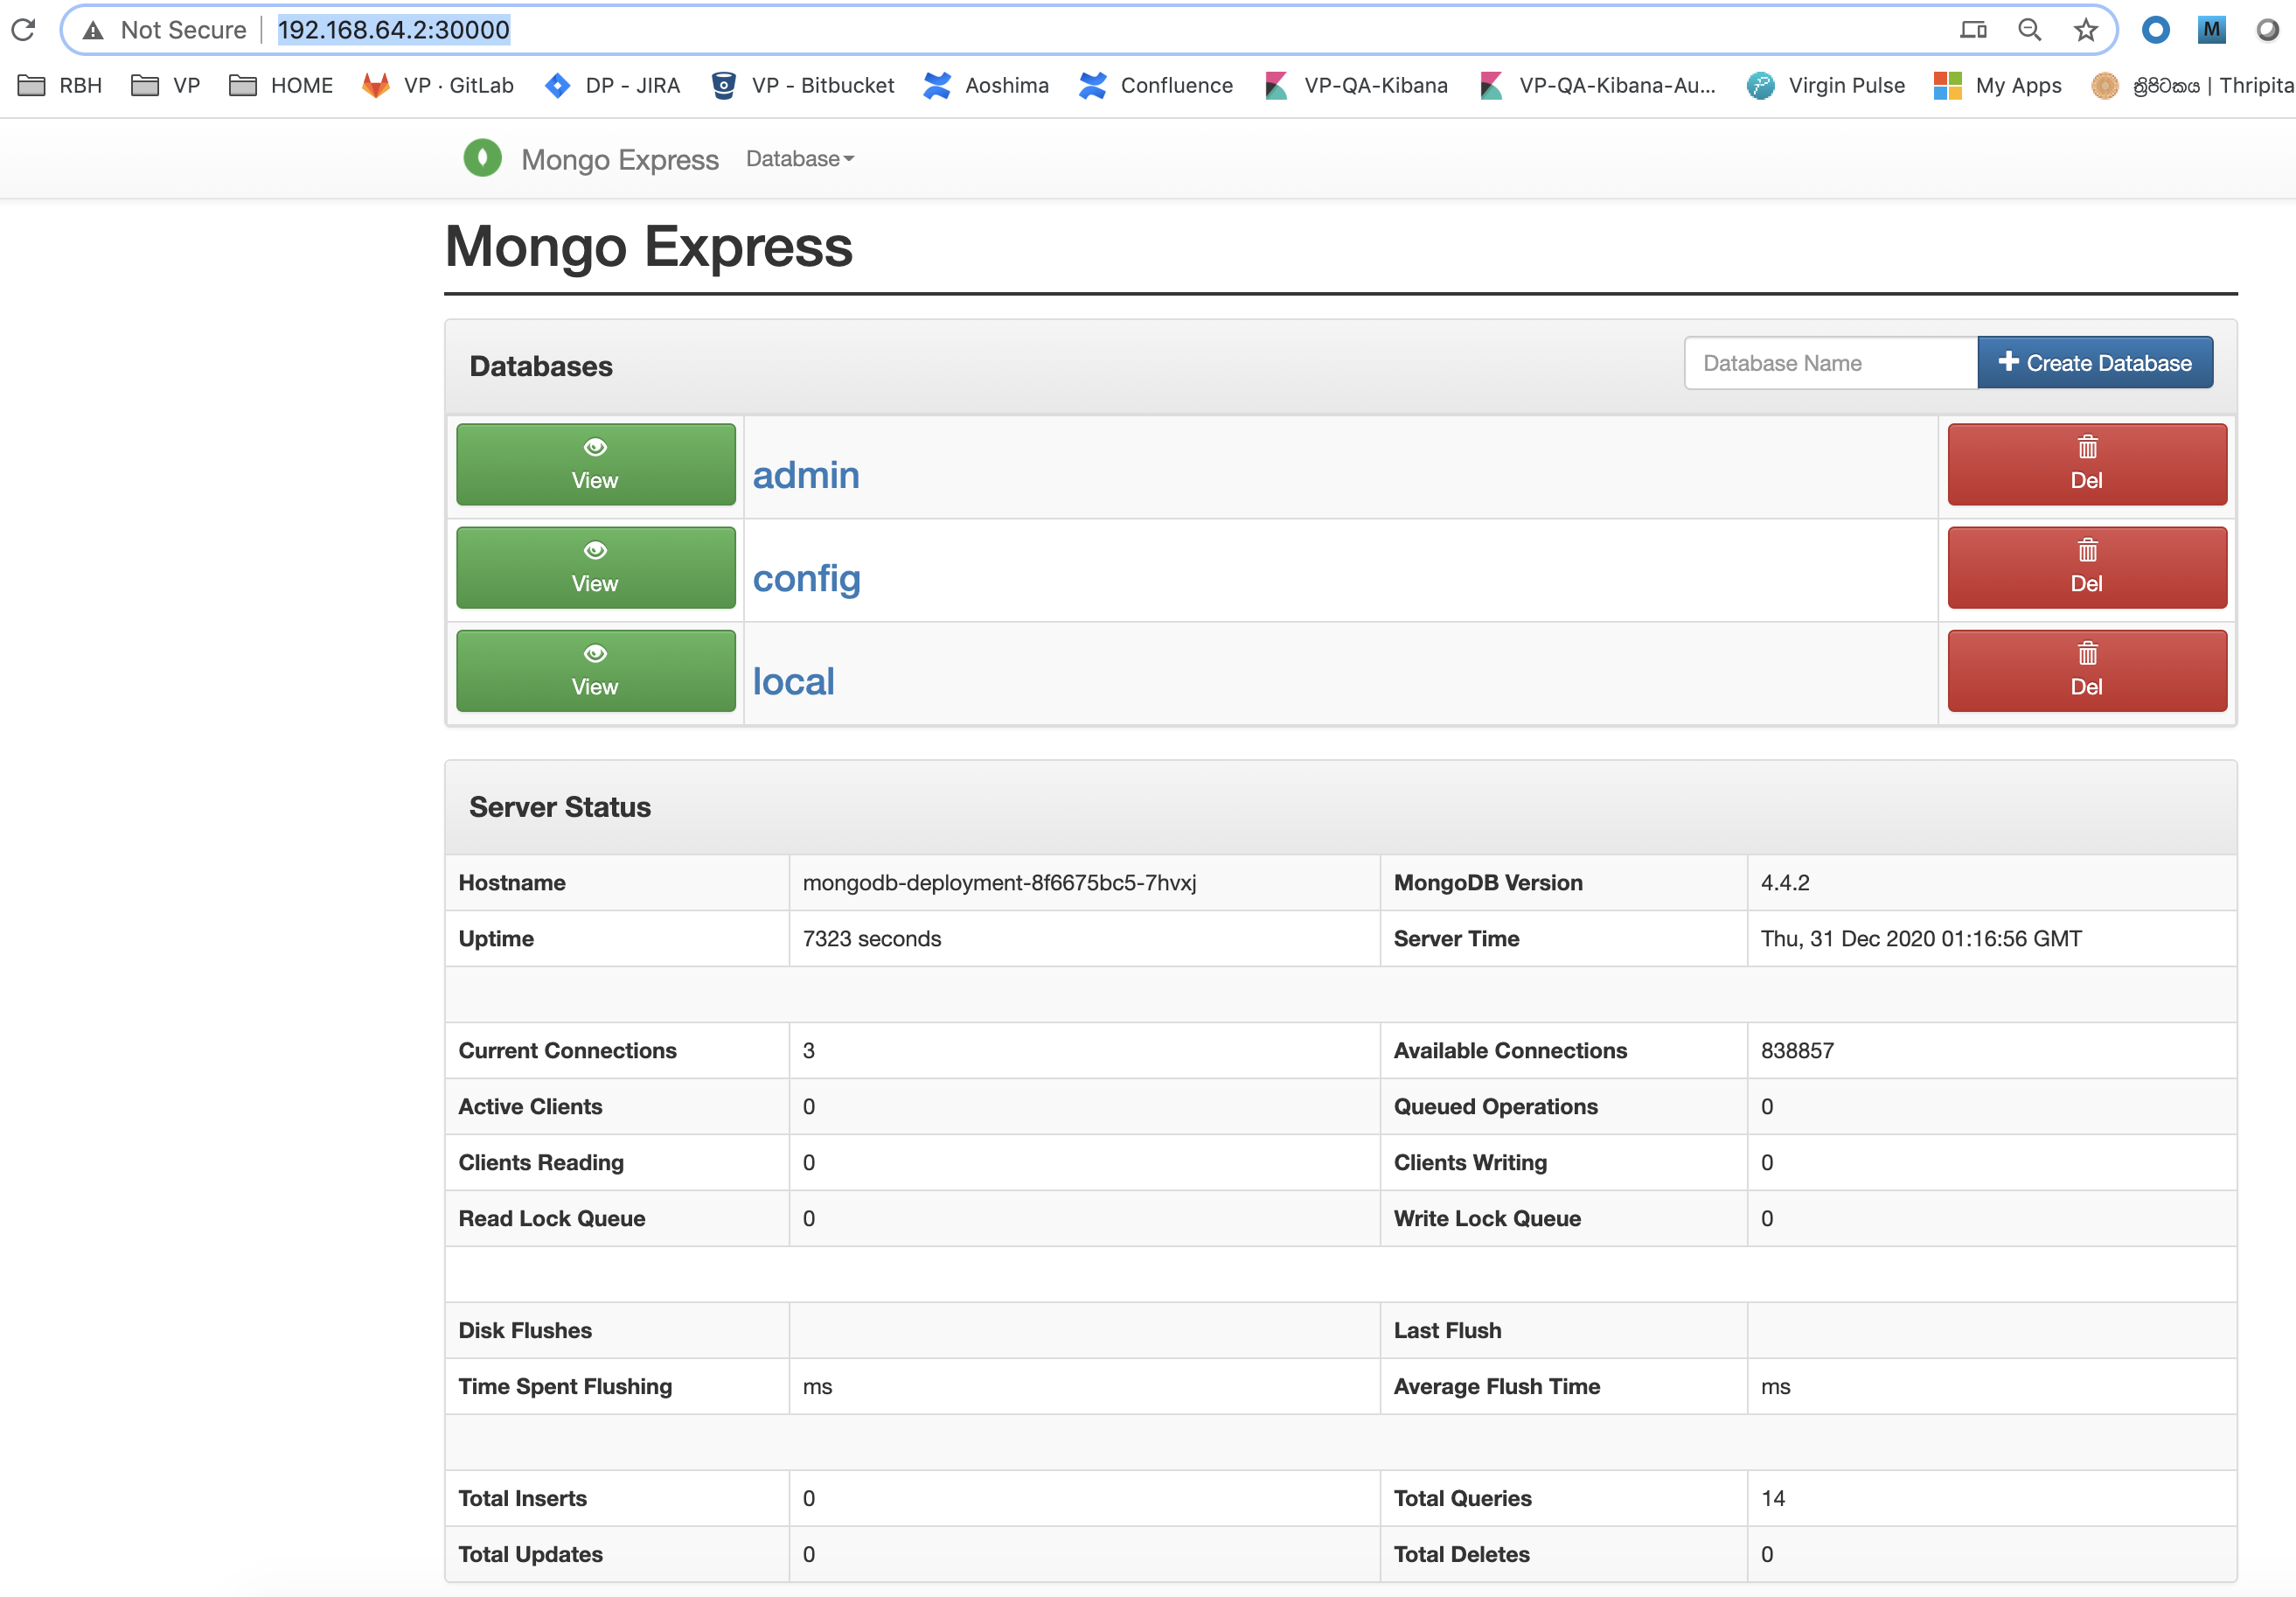 Not Secure | 192.168.64.2:30000 M
RBH VP HOME VP · GitLab DP - JIRA VP - Bitbucket Aoshima Confluence VP-QA-Kibana VP-QA-Kibana-Au... Virgin Pulse My Apps ත්‍රිපිටකය | Thripita
Mongo Express Database
Mongo Express
Databases Database Name Create Database
View admin Del
View config Del
View local Del
Server Status
Hostname mongodb-deployment-8f6675bc5-7hvxj MongoDB Version 4.4.2
Uptime 7323 seconds Server Time Thu, 31 Dec 2020 01:16:56 GMT
Current Connections 3 Available Connections 838857
Active Clients 0 Queued Operations 0
Clients Reading 0 Clients Writing 0
Read Lock Queue 0 Write Lock Queue 0
Disk Flushes Last Flush
Time Spent Flushing ms Average Flush Time ms
Total Inserts 0 Total Queries 14
Total Updates 0 Total Deletes 0